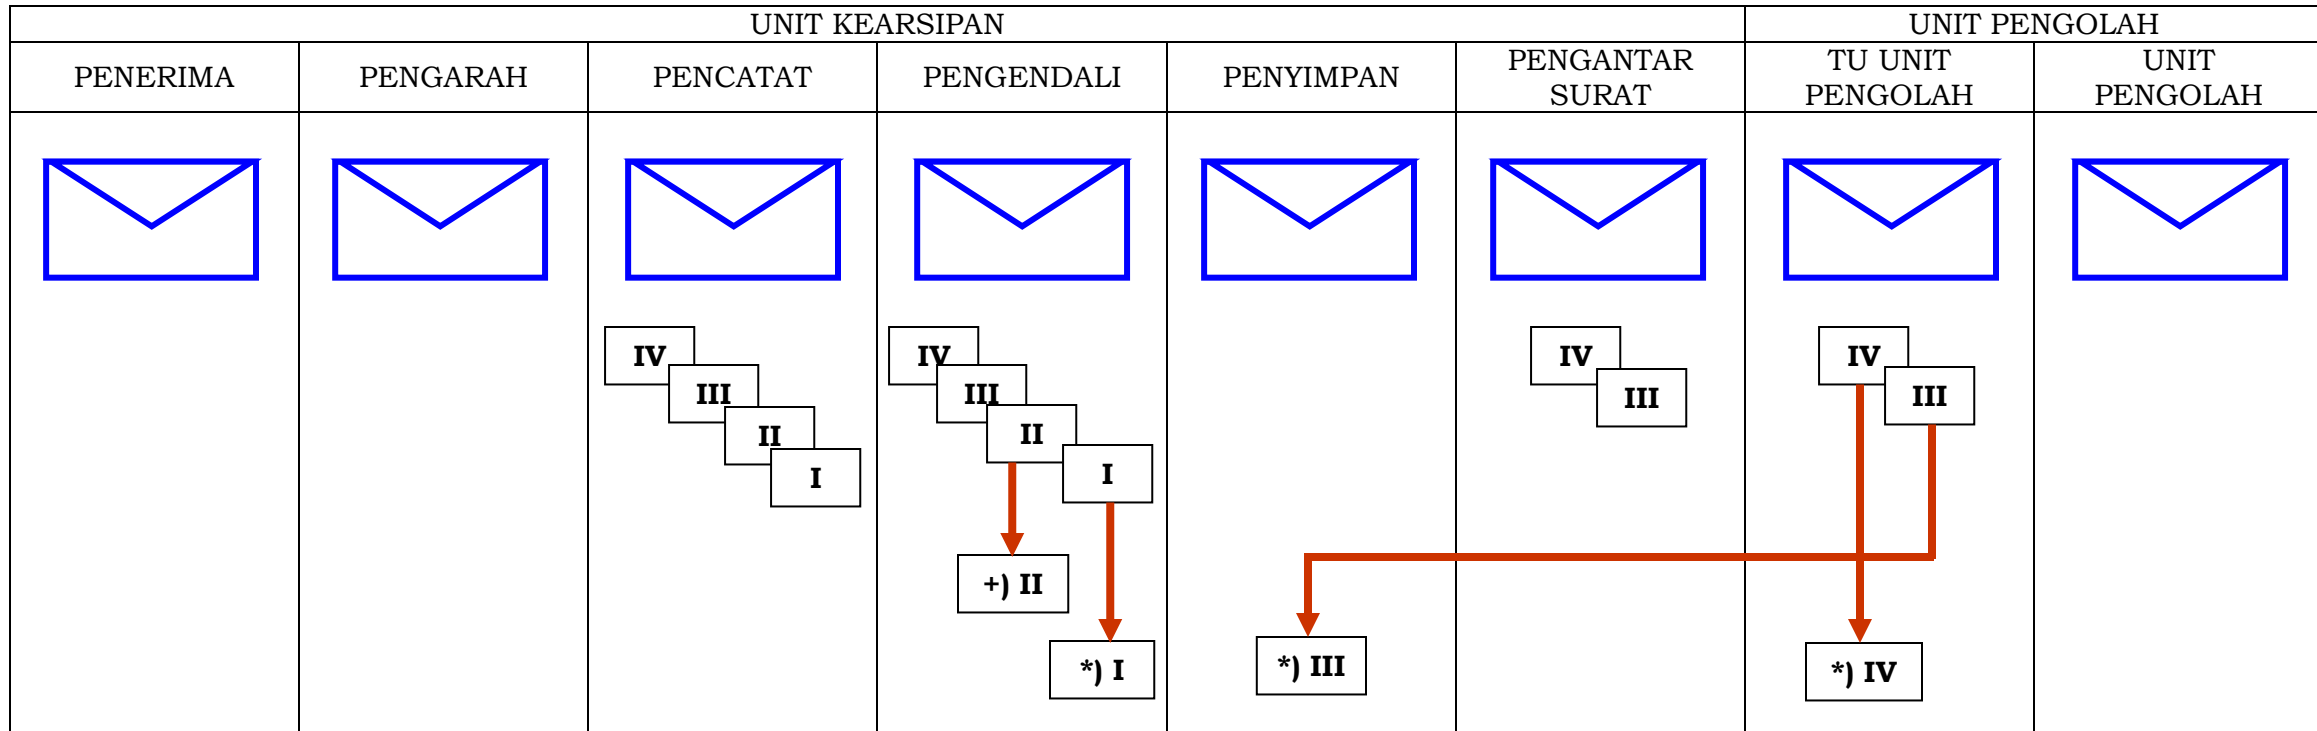 UNIT KEARSIPAN
UNIT PENGOLAH
PENERIMA
PENGARAH
PENCATAT
PENGENDALI
PENYIMPAN
PENGANTAR
SURAT
TU UNIT
PENGOLAH
UNIT
PENGOLAH
IV
III
II
I
IV
III
II
I
+) II
*) I
*) III
IV
III
IV
III
*) IV